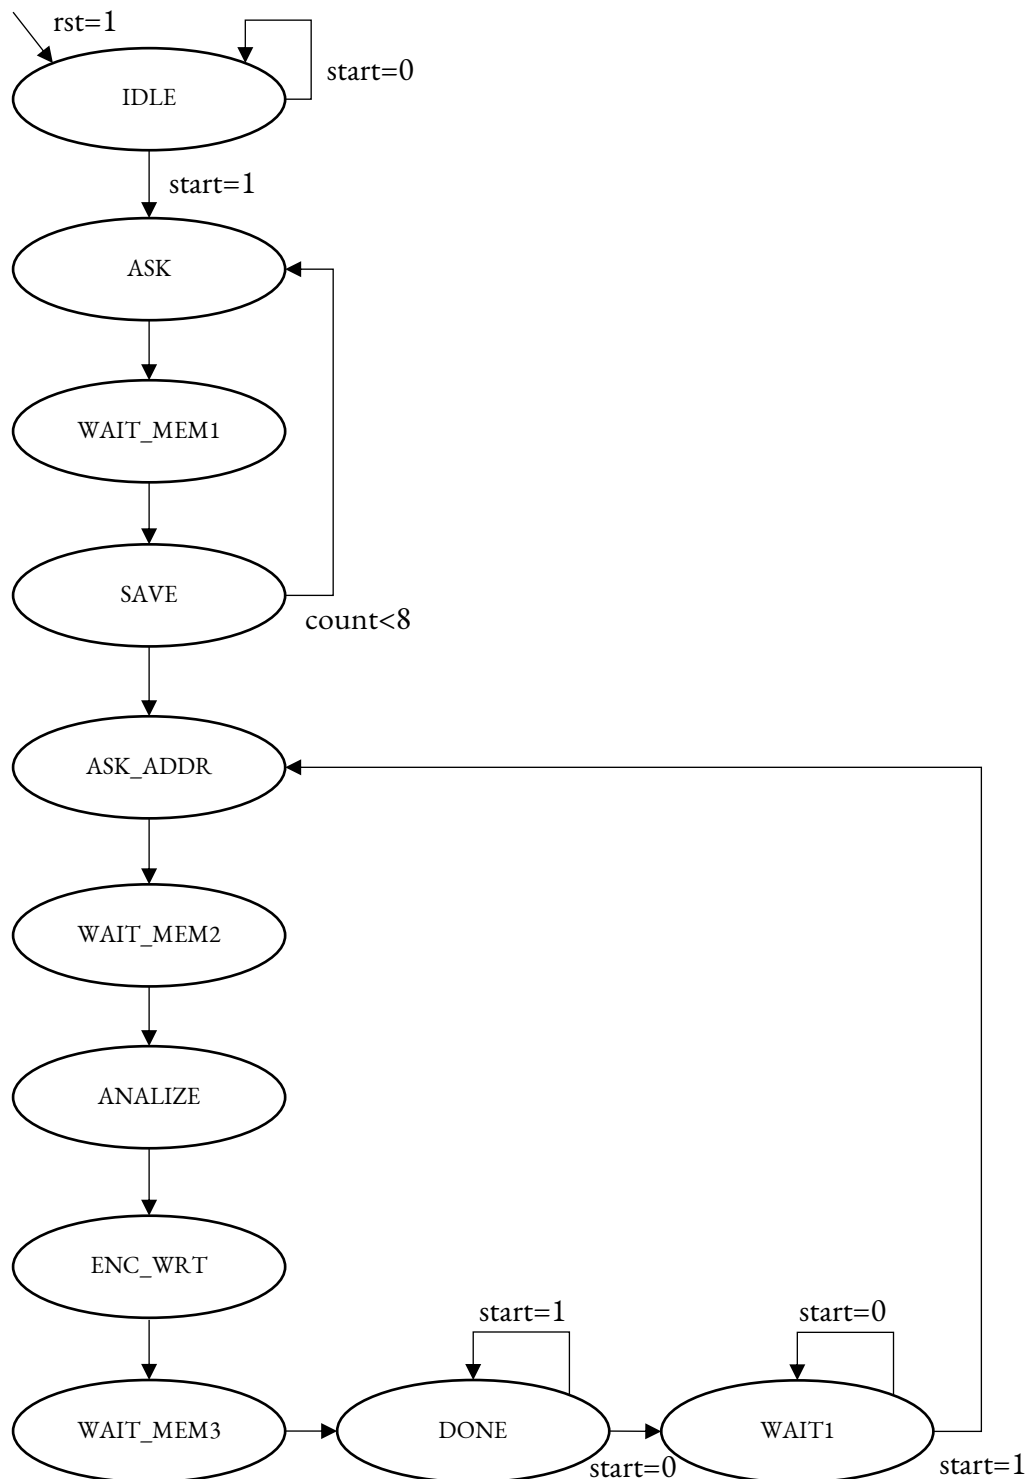 rst=1
start=0
IDLE
start=1
ASK
WAIT_MEM1
SAVE
count<8
ASK_ADDR
WAIT_MEM2
ANALIZE
ENC_WRT
start=1
start=0
WAIT_MEM3
DONE
WAIT1
start=0
start=1